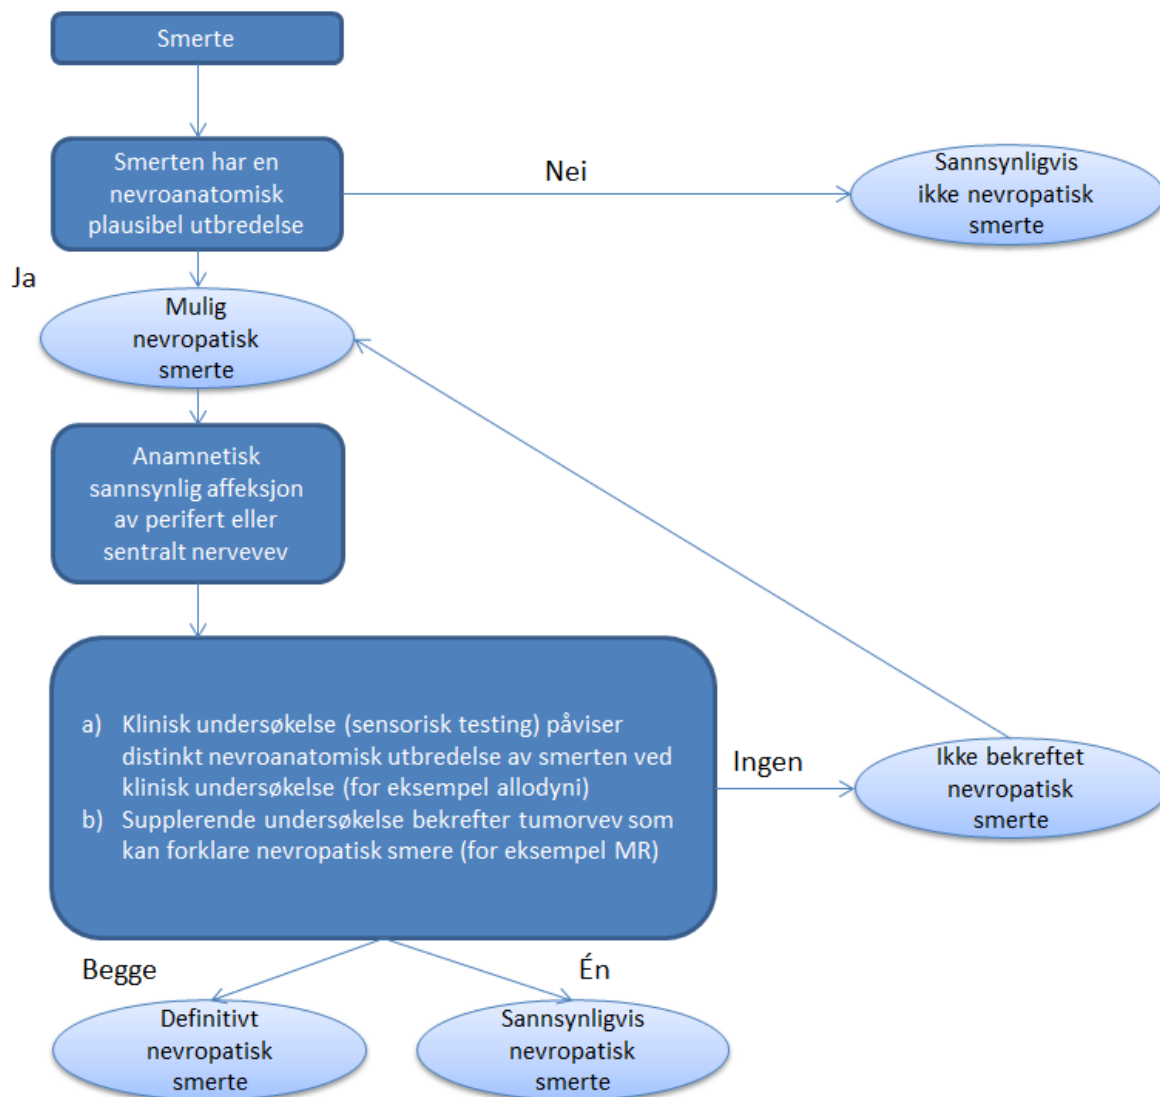 Smerte
Smerten har en
nevroanatomisk
plausibel utbredelse
Nei
Sannsynligvis
ikke nevropatisk
smerte
Ja
Mulig
nevropatisk
smerte
Anamnetisk
sannsynlig affeksjon
av perifert eller
sentralt nervevev
a) Klinisk undersøkelse (sensorisk testing) påviser
distinkt nevroanatomisk utbredelse av smerten ved
klinisk undersøkelse (for eksempel allodyni)
b) Supplerende undersøkelse bekrefter tumorvev som
kan forklare nevropatisk smere (for eksempel MR)
Ingen
Ikke bekreftet
nevropatisk
smerte
Begge
Én
Definitivt
nevropatisk
smerte
Sannsynligvis
nevropatisk
smerte